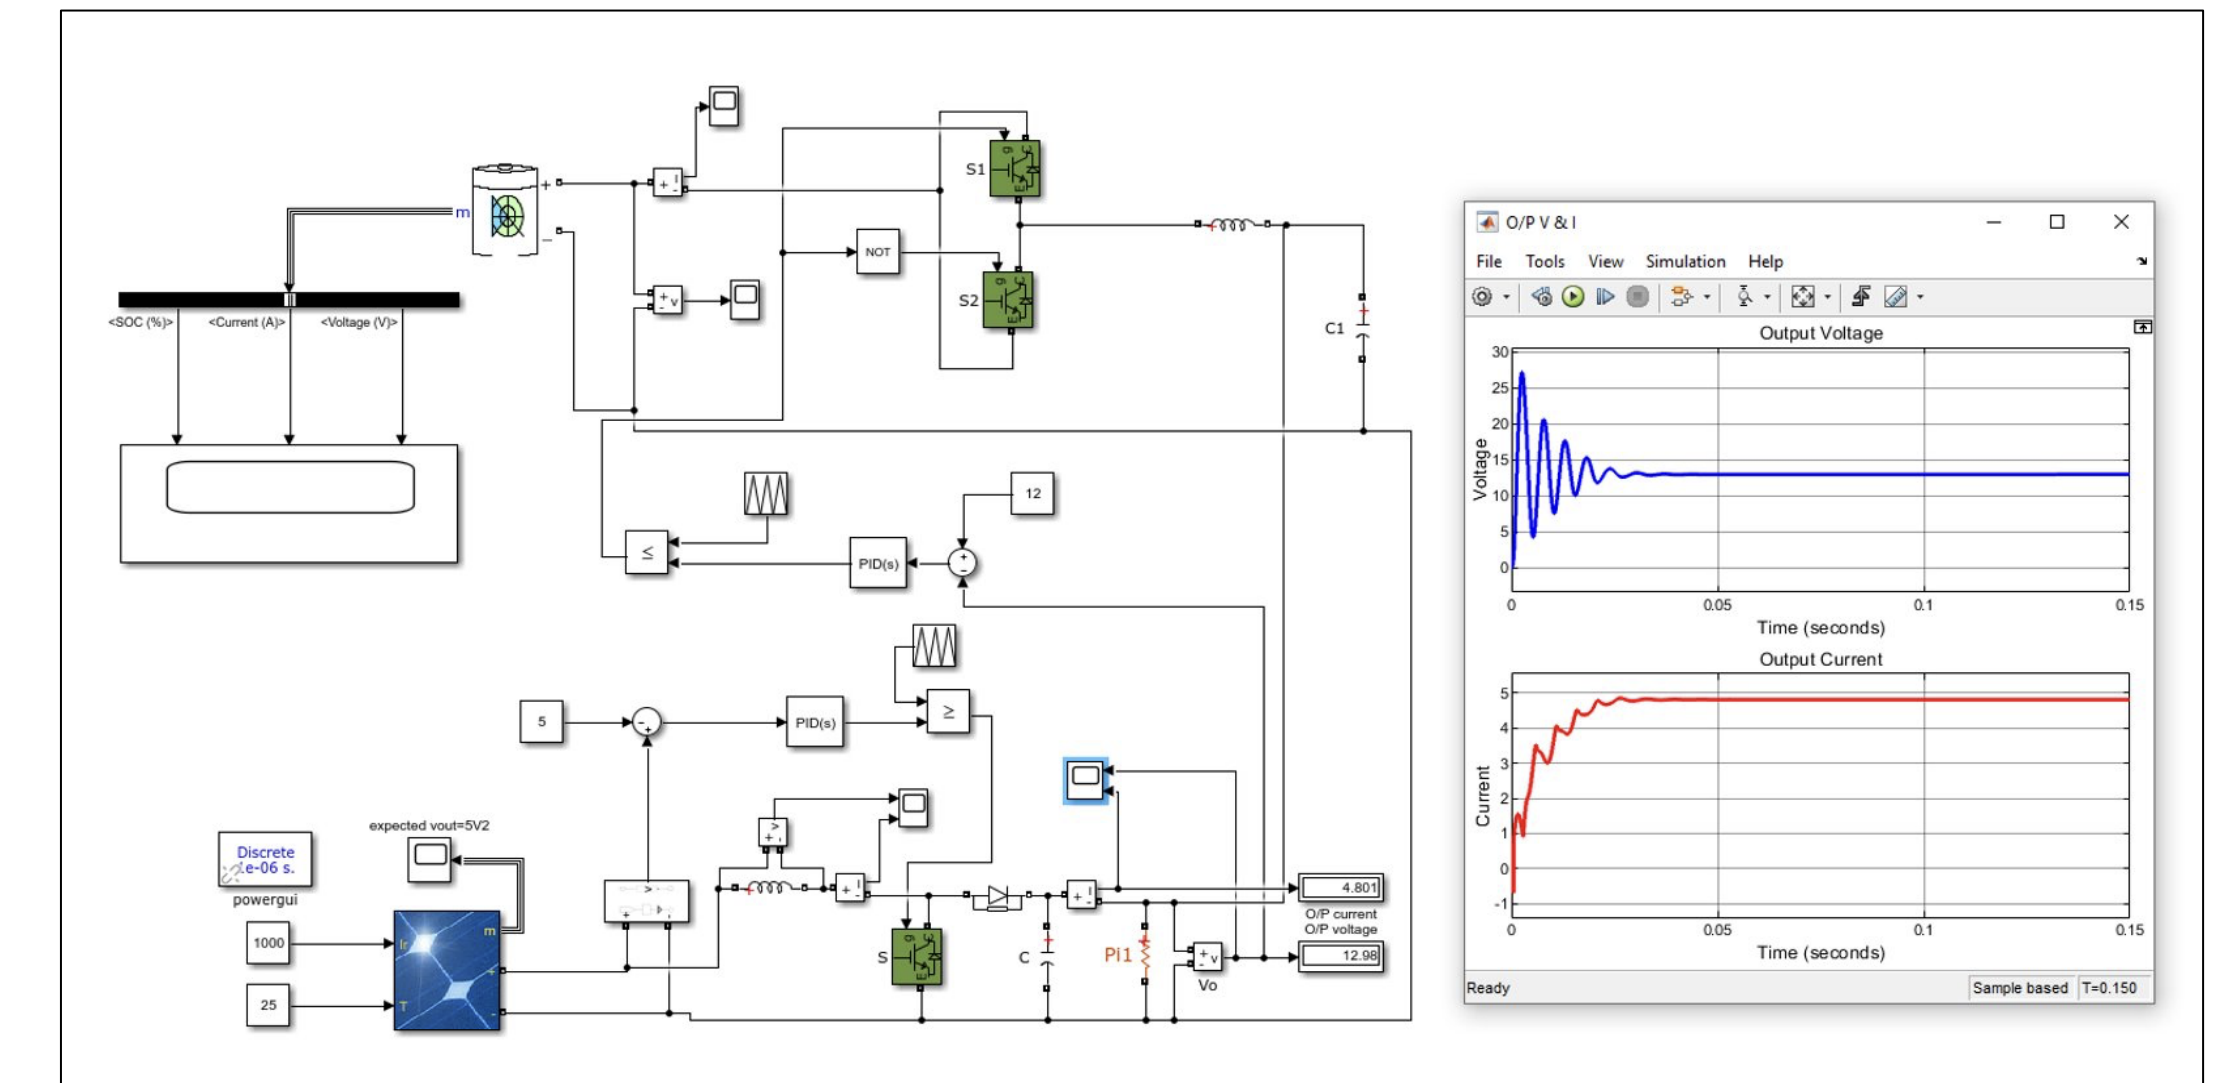 S1
+
-
m
NOT
S2
<SOC (%)>
<Current (A)>
<Voltage (V)>
C1
12
≤
PID(s)
5
PID(s)
≥
expected vout=5V2
Discrete
1e-06 s.
powergui
1000
25
Ir
T
m
+
-
S
C
Pi1
Vo
4.801
O/P current
O/P voltage
12.98
O/P V & I
File Tools View Simulation Help
Output Voltage
30
25
20
15
10
5
0
Voltage
0 0.05 0.1 0.15
Time (seconds)
Output Current
5
4
3
2
1
0
-1
Current
0 0.05 0.1 0.15
Time (seconds)
Ready
Sample based
T=0.150